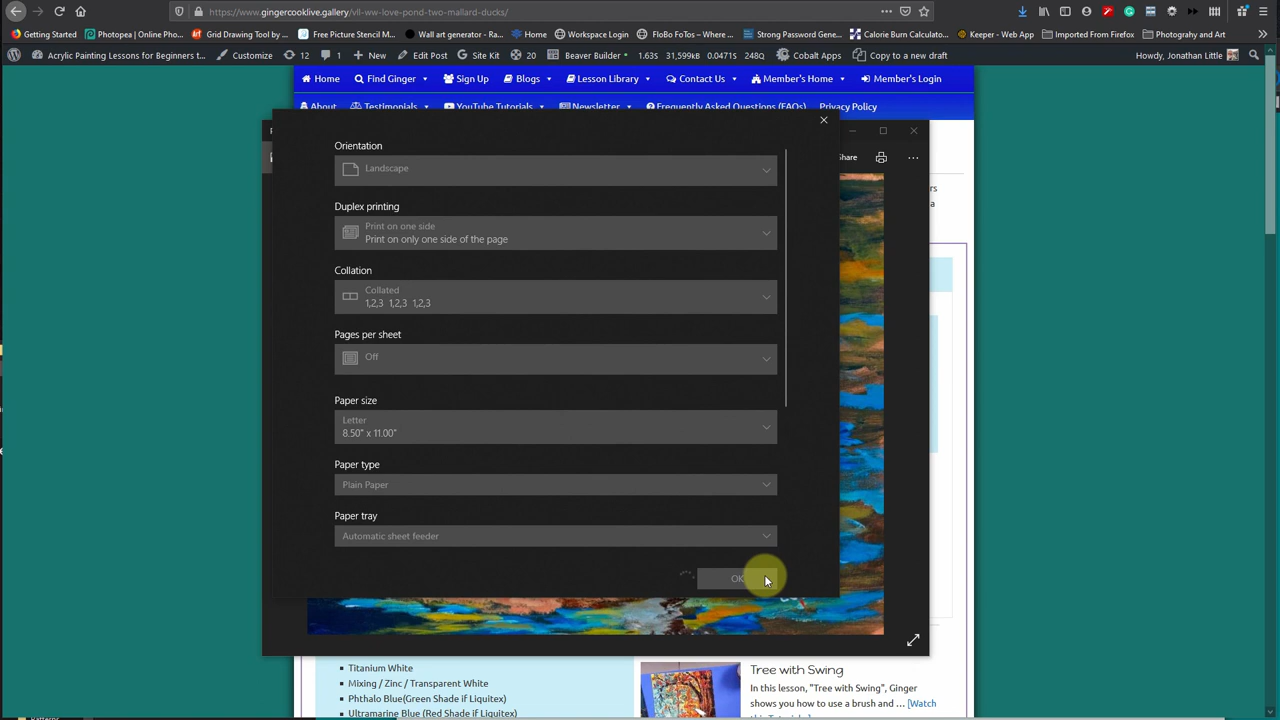 https://www.gingercooklive.gallery/vll-ww-love-pond-two-mallard-ducks/
Getting Started Photopea | Online Pho... Grid Drawing Tool by ... Free Picture Stencil M... Wall art generator - Ra... Home Workspace Login FloBo FoTos – Where ... Strong Password Gene... Calorie Burn Calculato... Keeper - Web App Imported From Firefox Photograhy and Art
Acrylic Painting Lessons for Beginners t... Customize 12 1 New Edit Post Site Kit 20 Beaver Builder 1.63S 31,599kB 0.0471S 248Q Cobalt Apps Copy to a new draft Howdy, Jonathan Little
Home Find Ginger Sign Up Blogs Lesson Library Contact Us Member's Home Member's Login
About Testimonials YouTube Tutorials Newsletter Frequently Asked Questions (FAQs) Privacy Policy
Share
Orientation
Landscape
Duplex printing
Print on one side
Print on only one side of the page
Collation
Collated
1,2,3 1,2,3 1,2,3
Pages per sheet
Off
Paper size
Letter
8.50" x 11.00"
Paper type
Plain Paper
Paper tray
Automatic sheet feeder
OK
Titanium White
Mixing / Zinc / Transparent White
Phthalo Blue(Green Shade if Liquitex)
Ultramarine Blue (Red Shade if Liquitex)
Tree with Swing
In this lesson, "Tree with Swing", Ginger
shows you how to use a brush and ... [Watch